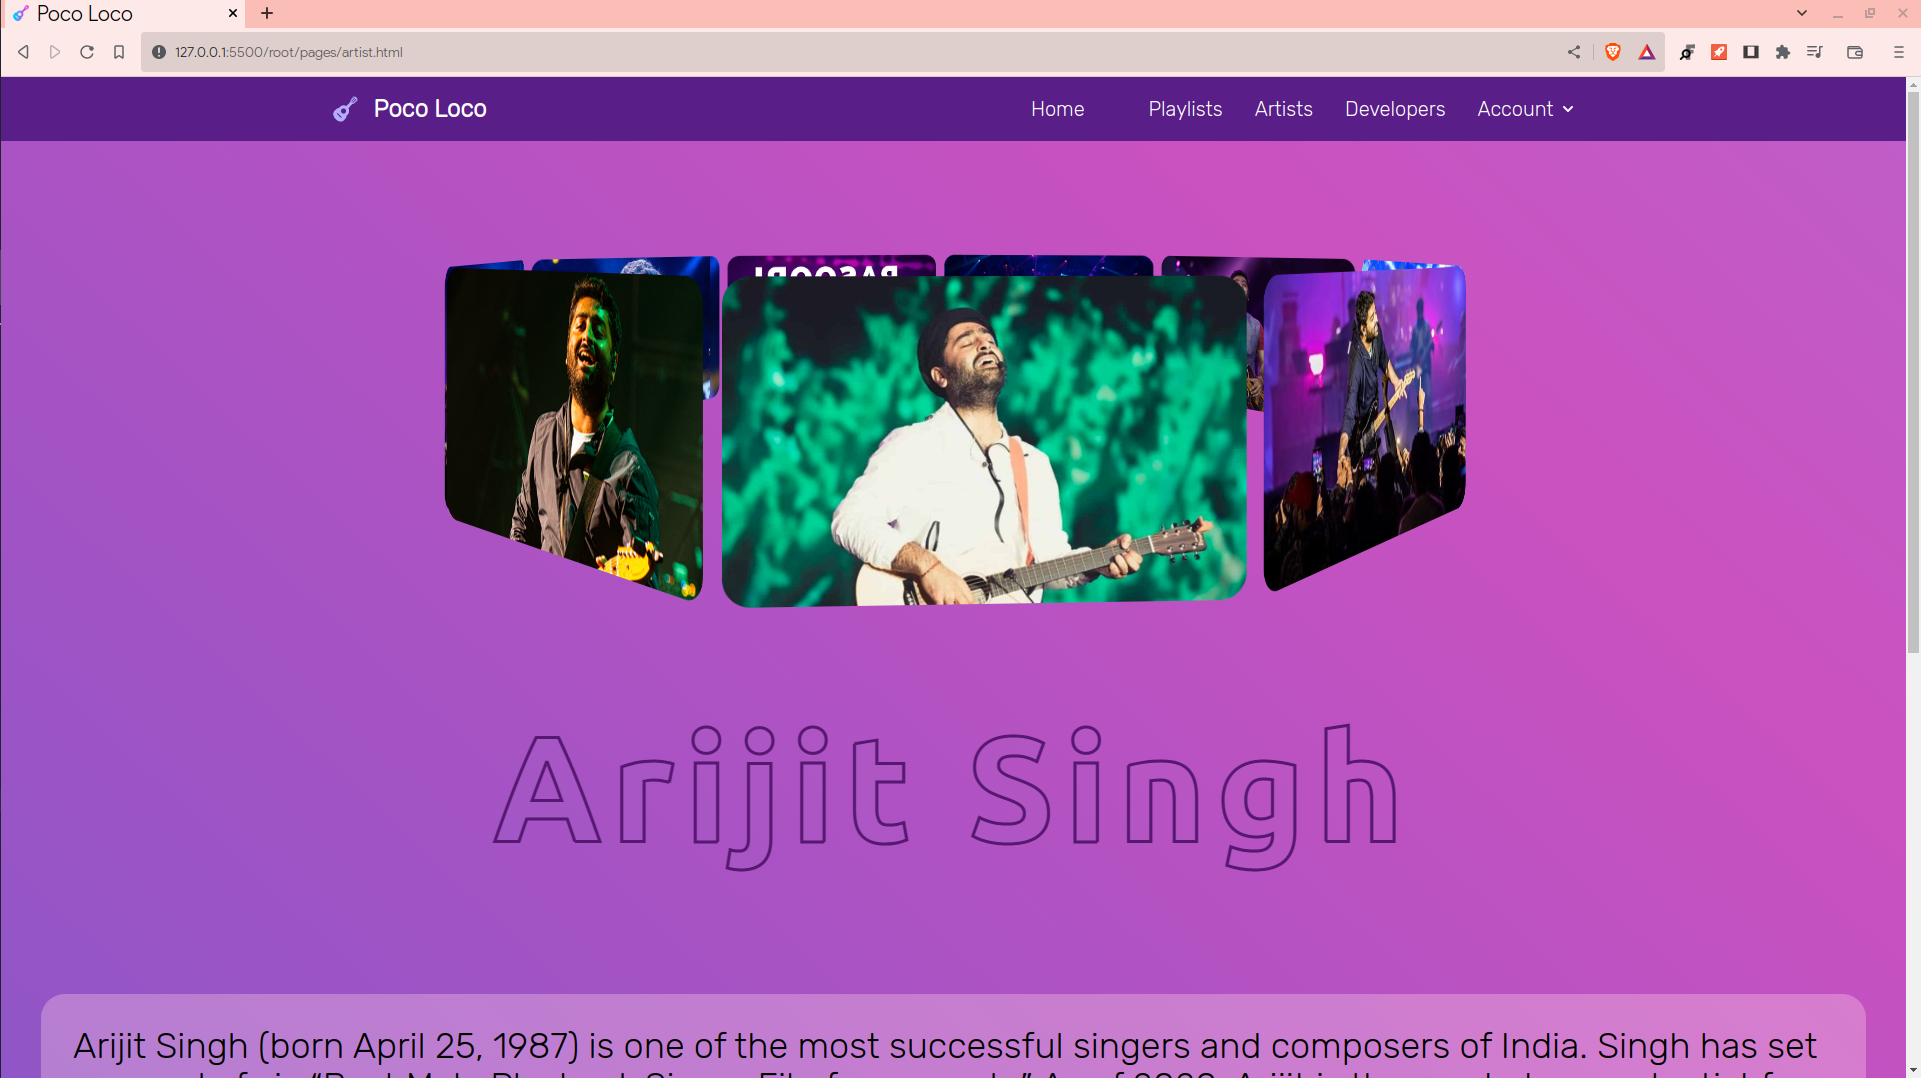 Poco Loco
127.0.0.1:5500/root/pages/artist.html
Poco Loco
Home Playlists Artists Developers Account
Arijit Singh
Arijit Singh (born April 25, 1987) is one of the most successful singers and composers of India. Singh has set